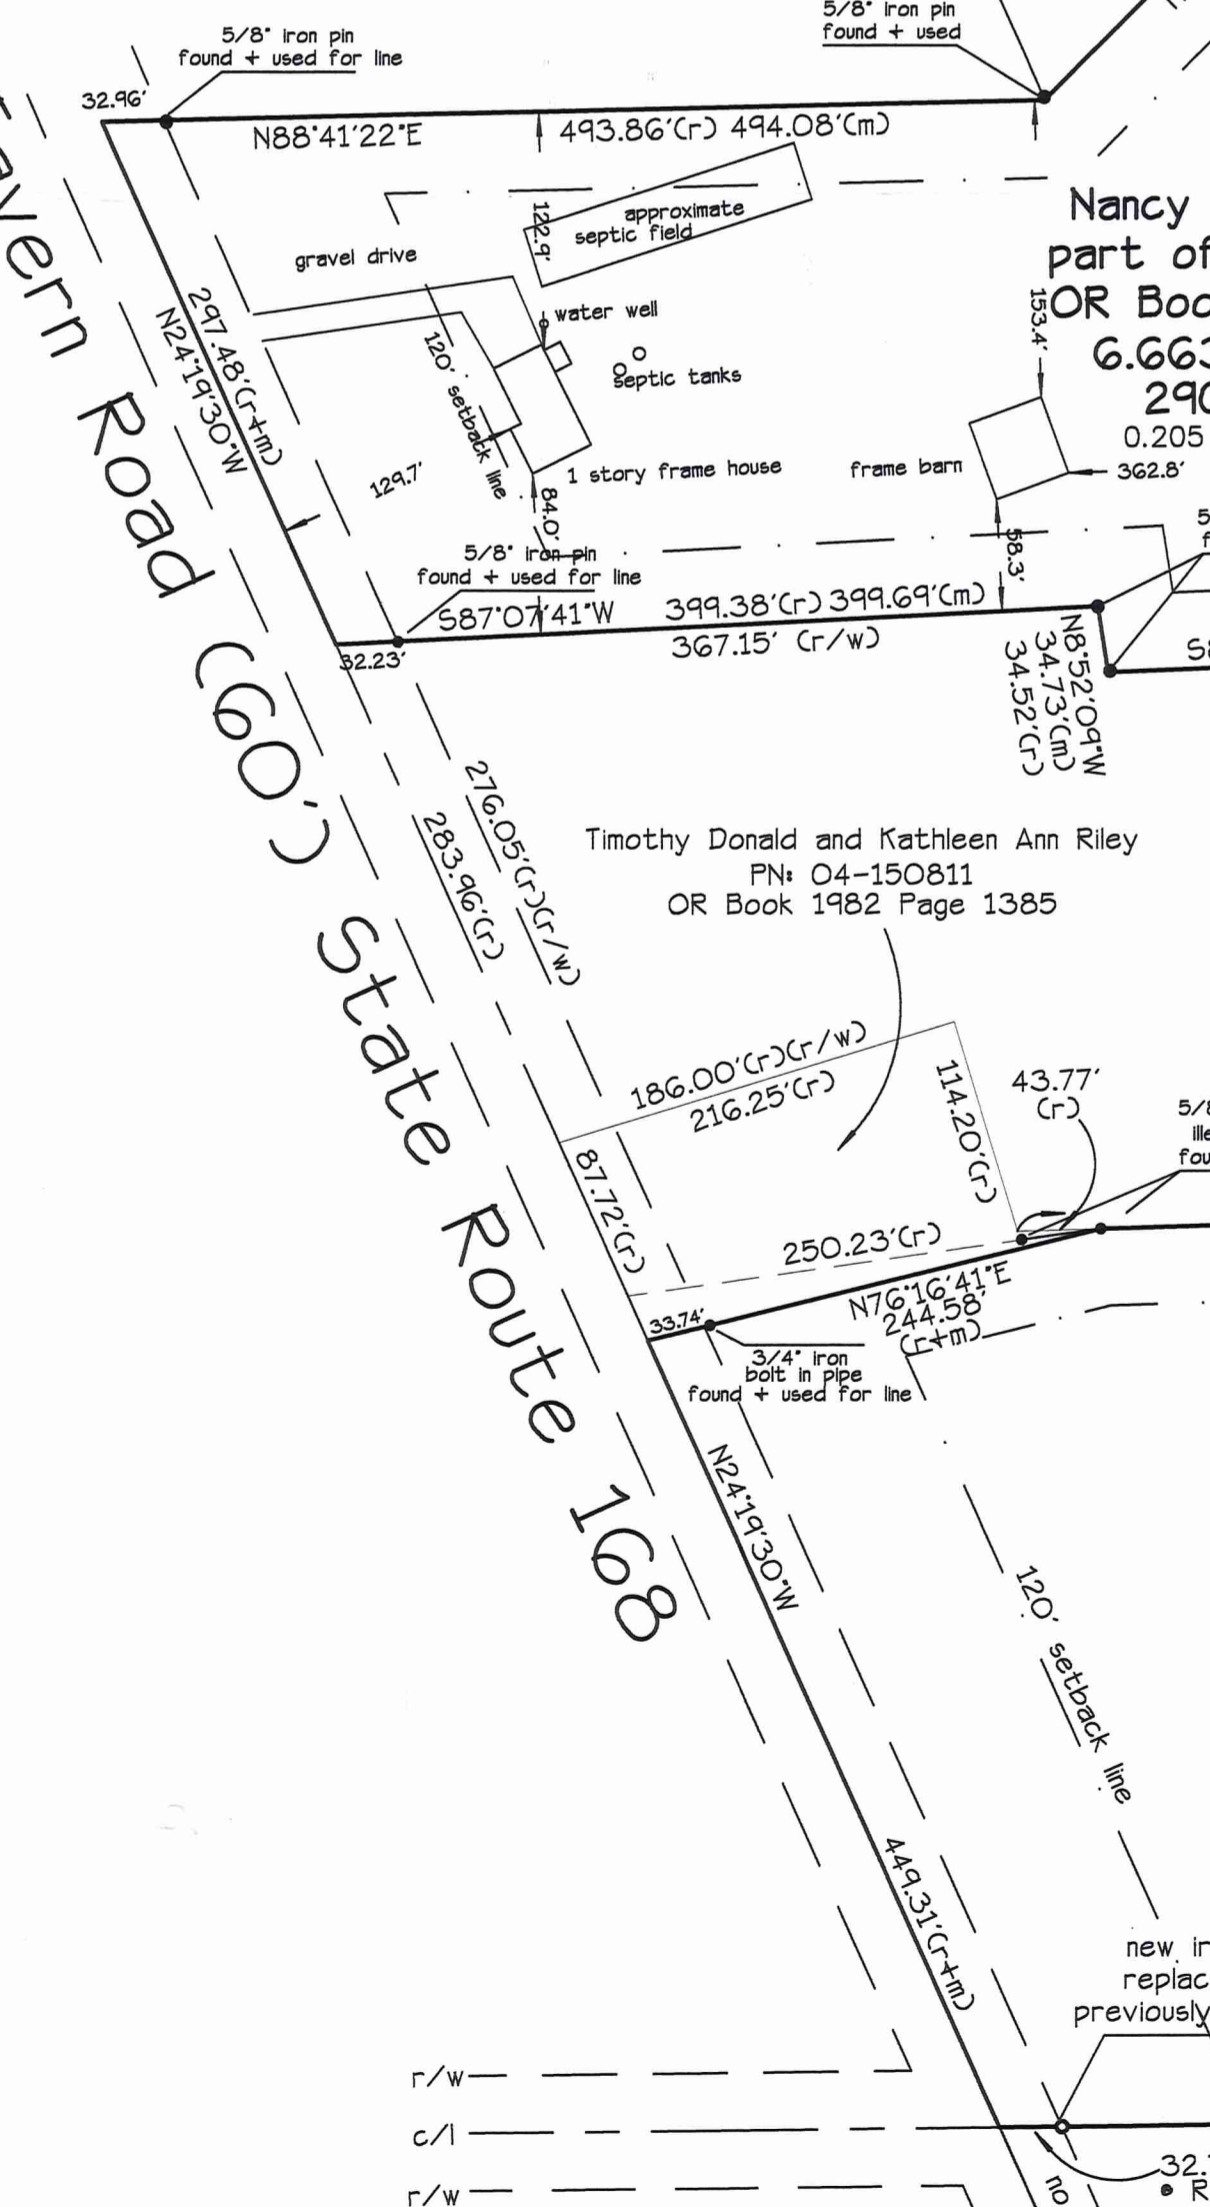 5/8" iron pin
found + used for line
5/8" iron pin
found + used
32.96'
N88°41'22"E
493.86'(r) 494.08'(m)
122.9'
approximate
septic field
gravel drive
Nancy
part of
OR
6.663
0.205
153.4'
297.48'(r+m)
N24°19'30"W
water well
septic tanks
120' setback line
1 story frame house
frame barn
362.8'
129.7'
84.0'
58.3'
5/8" iron pin
found + used for line
S87°07'41"W
399.38'(r) 399.69'(m)
367.15' (r/w)
32.23'
N8°52'09"W
34.73'(m)
34.52'(r)
Road (60') State Route 168
276.05'(r)(r/w)
283.96'(r)
Timothy Donald and Kathleen Ann Riley
PN: 04-150811
OR Book 1982 Page 1385
186.00'(r)(r/w)
216.25'(r)
114.20'(r)
43.77'
(r)
87.72'(r)
250.23'(r)
N76°16'41"E
244.58'
(r+m)
33.74'
3/4" iron
bolt in pipe
found + used for line
N24°19'30"W
120' setback line
449.31'(r+m)
new
previously
r/w
c/l
r/w